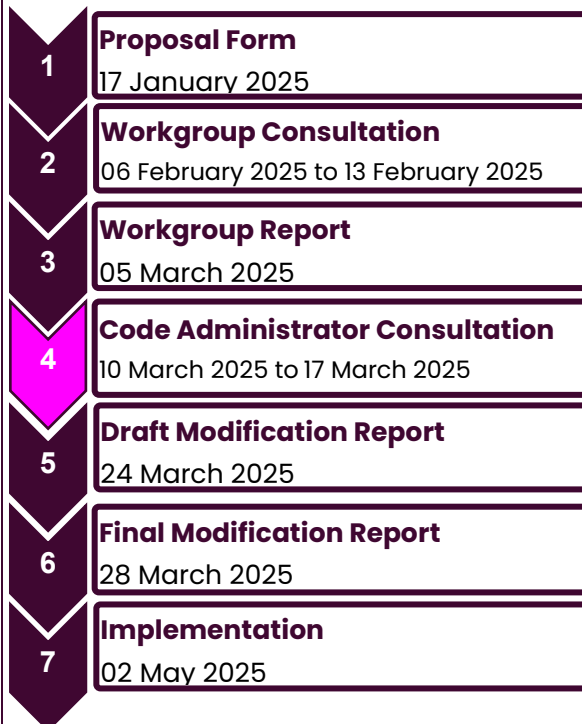 1
Proposal Form
17 January 2025
2
Workgroup Consultation
06 February 2025 to 13 February 2025
3
Workgroup Report
05 March 2025
4
Code Administrator Consultation
10 March 2025 to 17 March 2025
5
Draft Modification Report
24 March 2025
6
Final Modification Report
28 March 2025
7
Implementation
02 May 2025